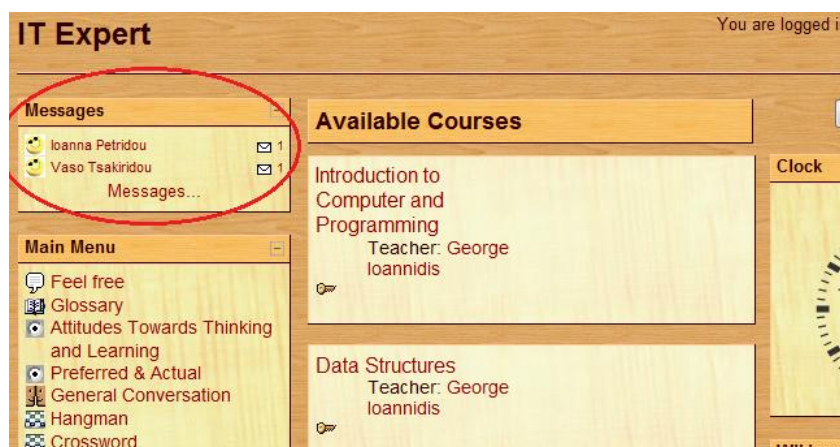 IT Expert
You are logged i
Messages
Ioanna Petridou 1
Vaso Tsakiridou 1
Messages...
Main Menu
Feel free
Glossary
Attitudes Towards Thinking
and Learning
Preferred & Actual
General Conversation
Hangman
Crossword
Available Courses
Introduction to
Computer and
Programming
Teacher: George
Ioannidis
Data Structures
Teacher: George
Ioannidis
Clock